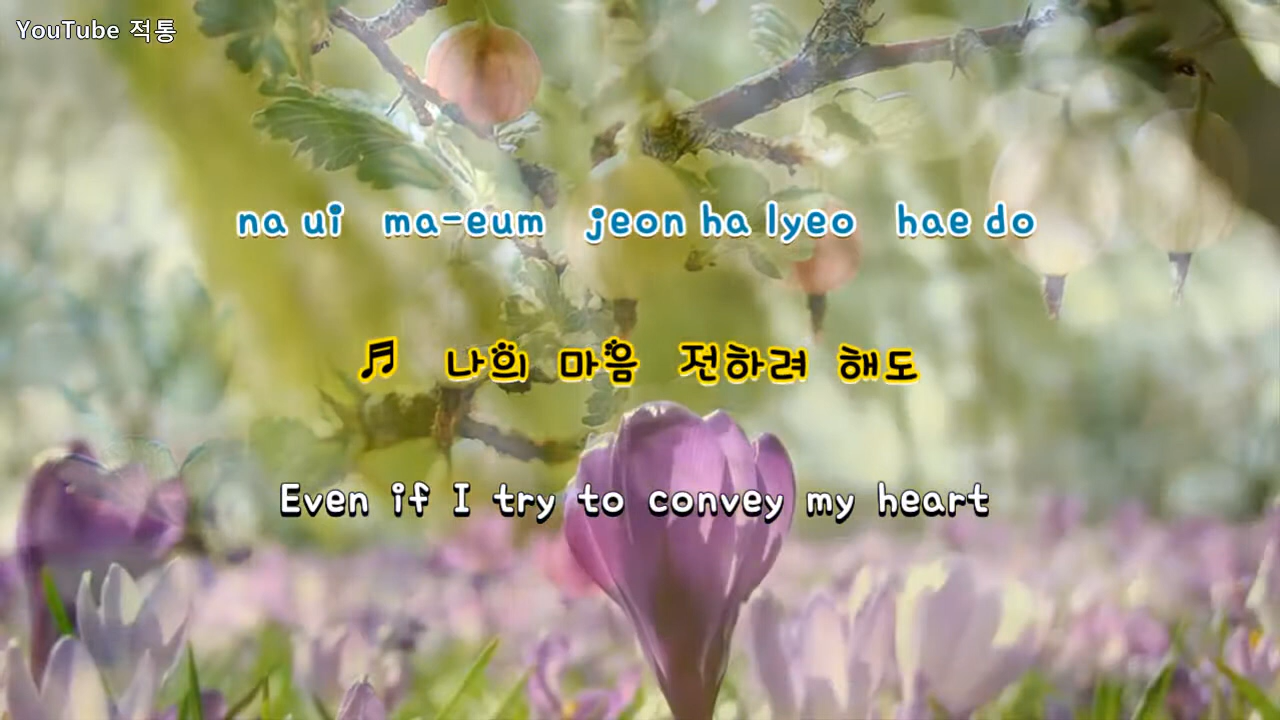 YouTube 적통
na ui ma-eum jeon ha lyeo hae do
♬ 나의 마음 전하려 해도
Even if I try to convey my heart